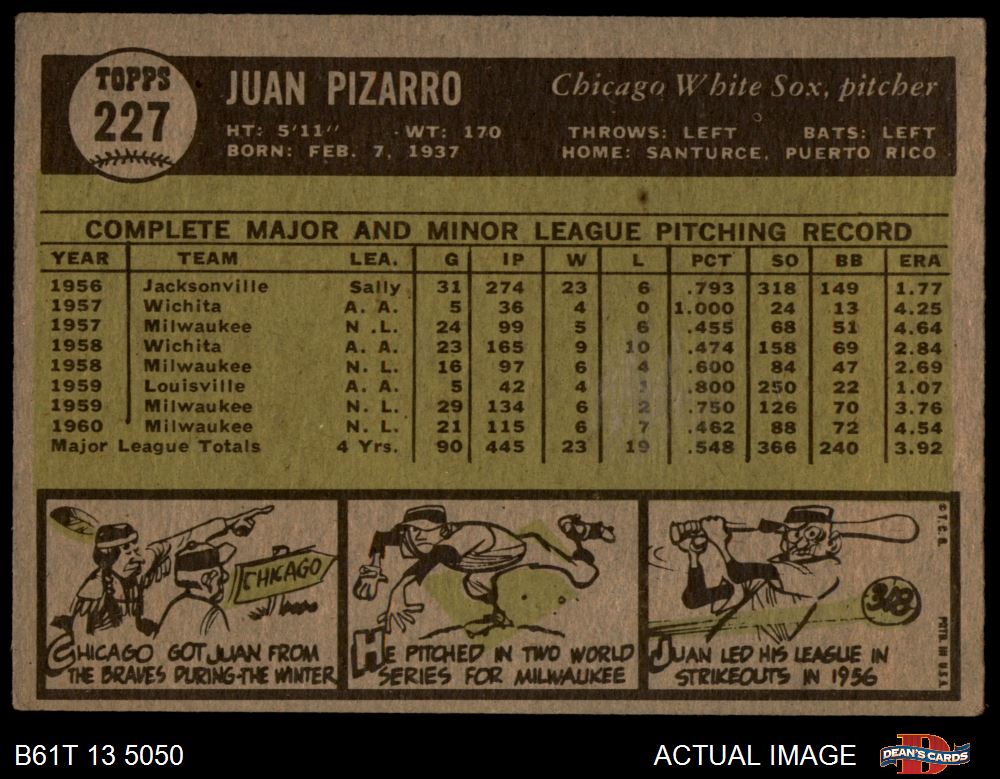 TOPPS
227
JUAN PIZARRO
Chicago White Sox, pitcher
HT: 5'11" WT: 170 THROWS: LEFT BATS: LEFT
BORN: FEB. 7, 1937 HOME: SANTURCE, PUERTO RICO
COMPLETE MAJOR AND MINOR LEAGUE PITCHING RECORD
YEAR TEAM LEA. G IP W L PCT SO BB ERA
1956 Jacksonville Sally 31 274 23 6 .793 318 149 1.77
1957 Wichita A. A. 5 36 4 0 1.000 24 13 4.25
1957 Milwaukee N .L. 24 99 5 6 .455 68 51 4.64
1958 Wichita A. A. 23 165 9 10 .474 158 69 2.84
1958 Milwaukee N. L. 16 97 6 4 .600 84 47 2.69
1959 Louisville A. A. 5 42 4 .800 250 22 1.07
1959 Milwaukee N. L. 29 134 6 2 .750 126 70 3.76
1960 Milwaukee N. L. 21 115 6 7 .462 88 72 4.54
Major League Totals 4 Yrs. 90 445 23 19 .548 366 240 3.92
CHICAGO
CHICAGO GOT JUAN FROM
THE BRAVES DURING THE WINTER
HE PITCHED IN TWO WORLD
SERIES FOR MILWAUKEE
318
JUAN LED HIS LEAGUE IN
STRIKEOUTS IN 1956
© T. C. G.
PRTD. IN U.S.A.
B61T 13 5050
ACTUAL IMAGE
D
DEAN'S CARDS